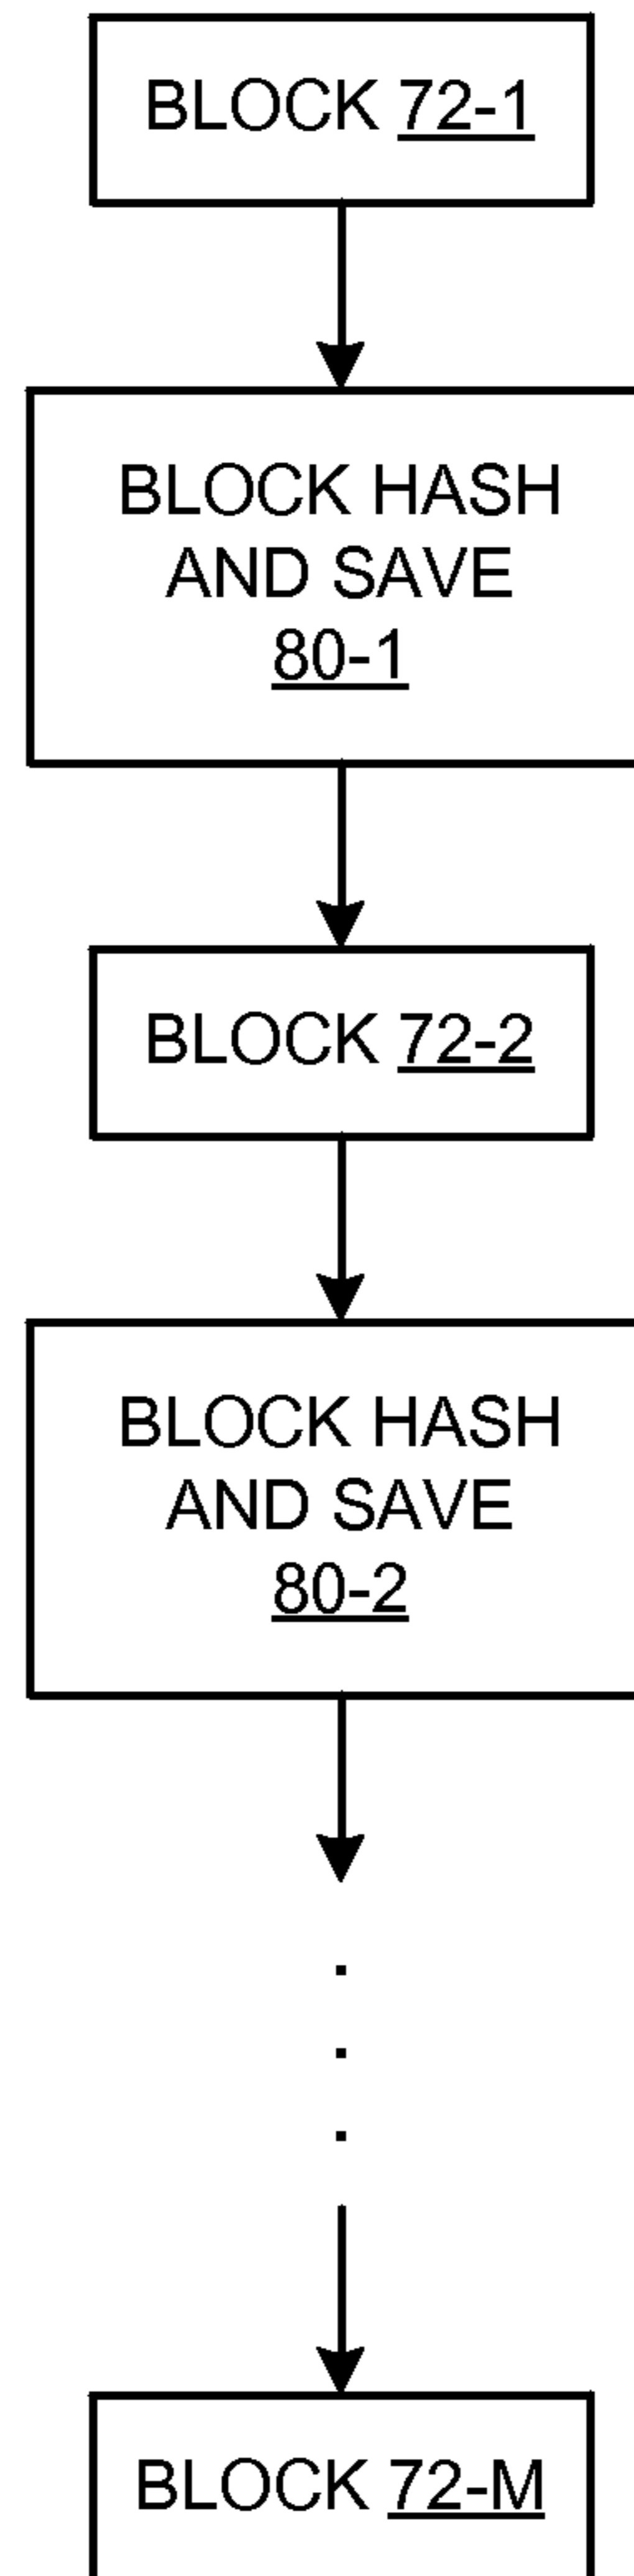 BLOCK 72-1
BLOCK HASH
AND SAVE
80-1
BLOCK 72-2
BLOCK HASH
AND SAVE
80-2
.
.
.
BLOCK 72-M